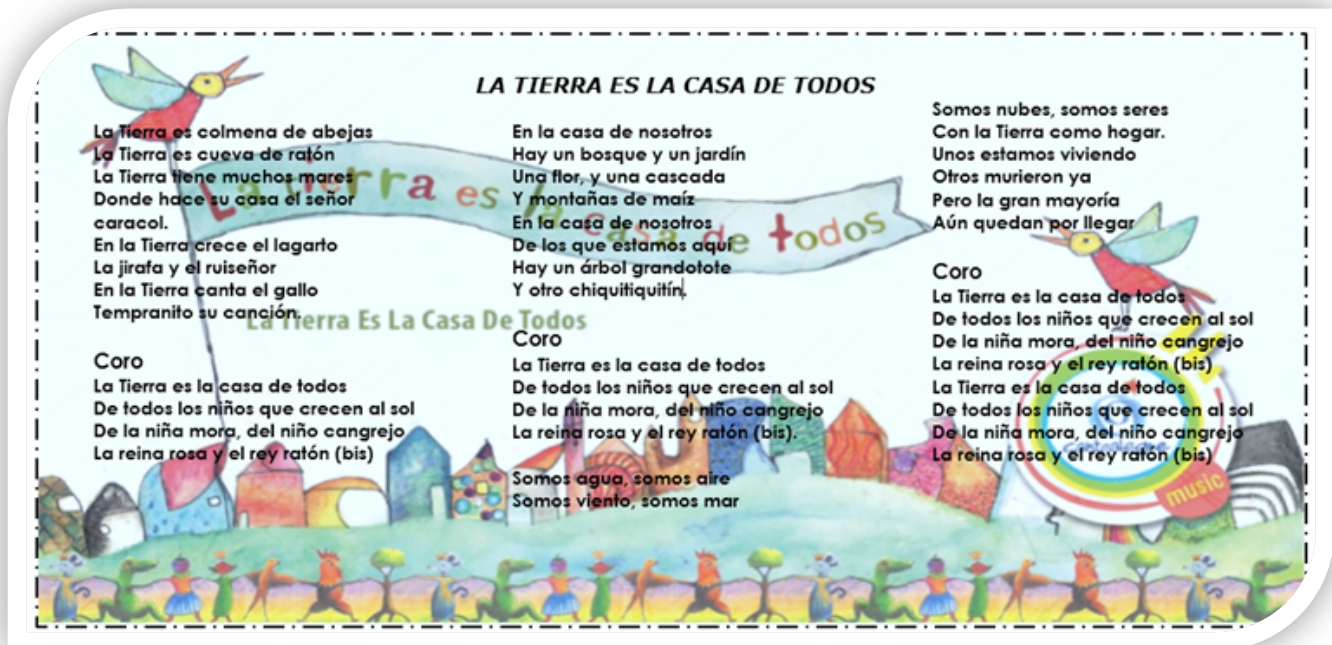 LA TIERRA ES LA CASA DE TODOS
La Tierra es colmena de abejas
La Tierra es cueva de ratón
La Tierra tiene muchos mares
Donde hace su casa el señor
caracol.
En la Tierra crece el lagarto
La jirafa y el ruiseñor
En la Tierra canta el gallo
Tempranito su canción.
Coro
La Tierra es la casa de todos
De todos los niños que crecen al sol
De la niña mora, del niño cangrejo
La reina rosa y el rey ratón (bis)
En la casa de nosotros
Hay un bosque y un jardín
Una flor, y una cascada
Y montañas de maíz
En la casa de nosotros
De los que estamos aquí
Hay un árbol grandotote
Y otro chiquitiquitín.
Coro
La Tierra es la casa de todos
De todos los niños que crecen al sol
De la niña mora, del niño cangrejo
La reina rosa y el rey ratón (bis).
Somos agua, somos aire
Somos viento, somos mar
Somos nubes, somos seres
Con la Tierra como hogar.
Unos estamos viviendo
Otros murieron ya
Pero la gran mayoría
Aún quedan por llegar
Coro
La Tierra es la casa de todos
De todos los niños que crecen al sol
De la niña mora, del niño cangrejo
La reina rosa y el rey ratón (bis)
La Tierra es la casa de todos
De todos los niños que crecen al sol
De la niña mora, del niño cangrejo
La reina rosa y el rey ratón (bis)
La tierra es la casa de todos
La Tierra Es La Casa De Todos
music